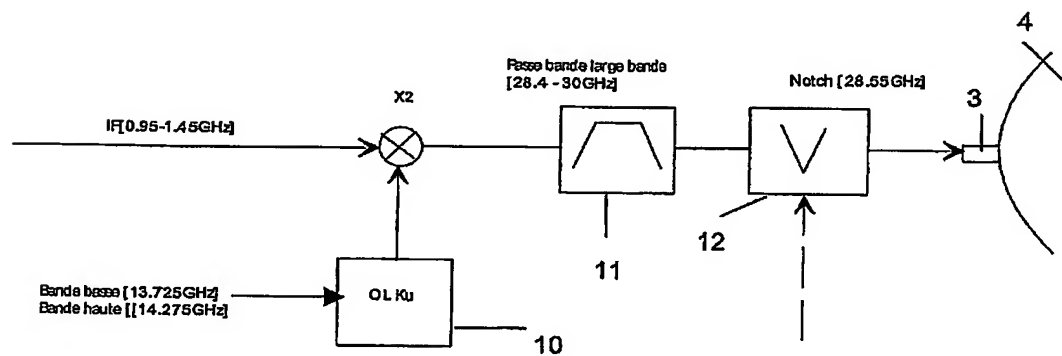 4
Passe bande large bande
[28.4 - 30GHz]
Notch [28.55GHz]
X2
3
IF[0.95-1.45GHz]
12
11
Bande basse [13.725GHz]
Bande haute [[14.275GHz]
OL Ku
10